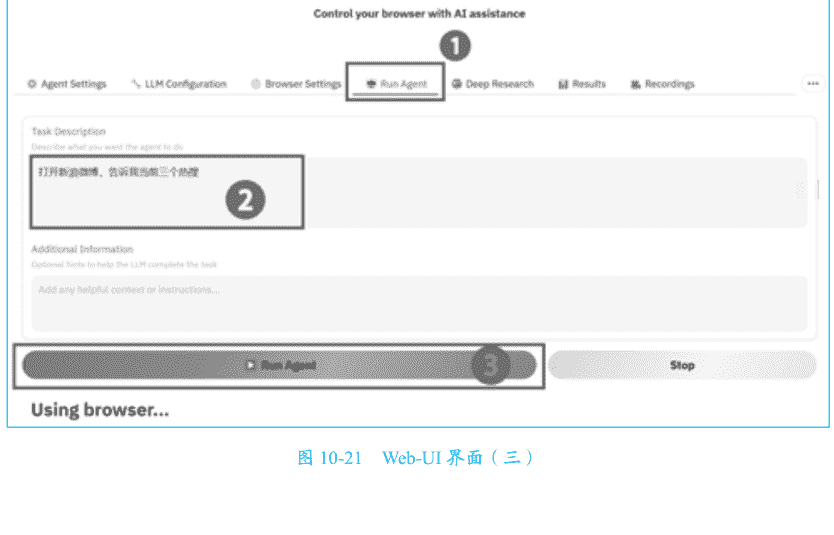 Control your browser with AI assistance
1
Agent Settings LLM Configuration Browser Settings Run Agent Deep Research Results Recordings ...
Task Description
Describe what you want the agent to do
打开新浪微博，告诉我当前三个热搜
2
Additional Information
Optional hints to help the LLM complete the task
Add any helpful context or instructions...
Run Agent 3 Stop
Using browser...
图 10-21 Web-UI 界面（三）